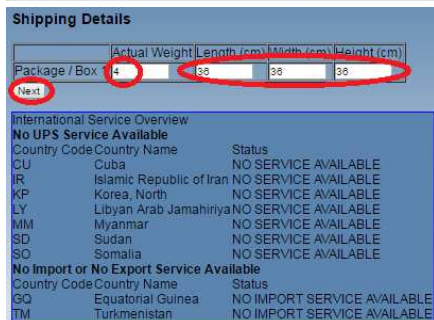 Shipping Details
Actual Weight Length (cm) Width (cm) Height (cm)
Package / Box 1 4 36 36 36
Next
International Service Overview
No UPS Service Available
Country Code Country Name Status
CU Cuba NO SERVICE AVAILABLE
IR Islamic Republic of Iran NO SERVICE AVAILABLE
KP Korea, North NO SERVICE AVAILABLE
LY Libyan Arab Jamahiriya NO SERVICE AVAILABLE
MM Myanmar NO SERVICE AVAILABLE
SD Sudan NO SERVICE AVAILABLE
SO Somalia NO SERVICE AVAILABLE
No Import or No Export Service Available
Country Code Country Name Status
GQ Equatorial Guinea NO IMPORT SERVICE AVAILABLE
TM Turkmenistan NO IMPORT SERVICE AVAILABLE